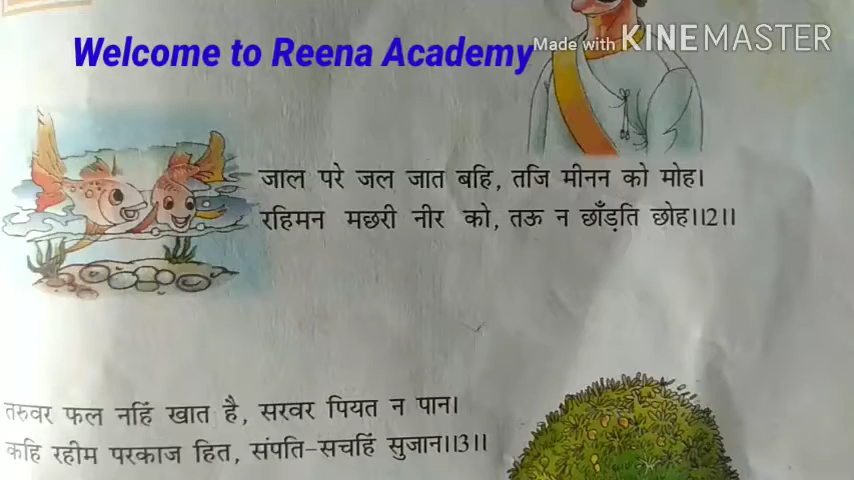 Welcome to Reena Academy
Made with KINEMASTER
जाल परे जल जात बहि, तजि मीनन को मोह।
रहिमन मछरी नीर को, तऊ न छाँड़ति छोह।।2।।
तरुवर फल नहिं खात है, सरवर पियत न पान।
कहि रहीम परकाज हित, संपति-सचहिं सुजान।।3।।